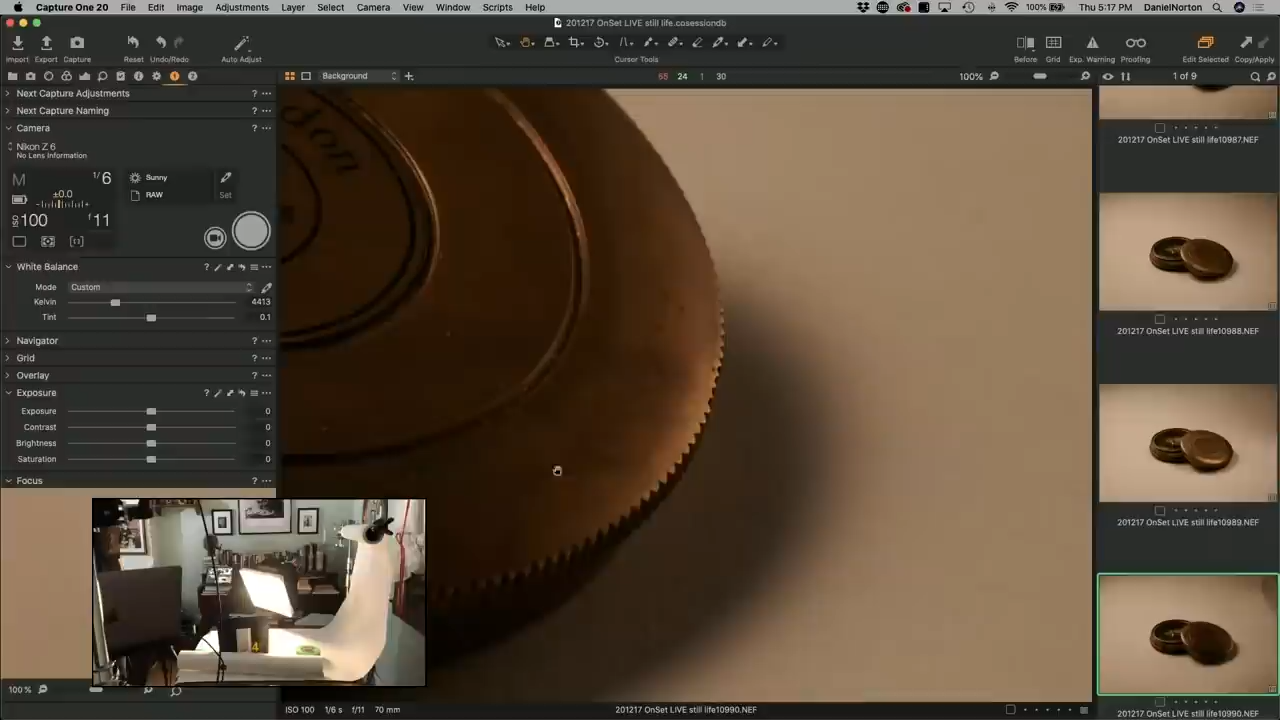 Capture One 20 File Edit View Image Adjustments Layer Select Camera Window Scripts Help 100% Thu 5:17 PM DanielNorton
201217 OnSet LIVE still life.cosessiondb
Import Export Capture Reset Undo/Redo Auto Adjust Cursor Tools Before Grid Exp. Warning Proofing Edit Selected Copy/Apply
Background 65 24 1 30 100% 1 of 9
Next Capture Adjustments ? ...
Next Capture Naming ? ...
Camera ? ...
Nikon Z 6
No Lens Information
M 1/6 Sunny
±0.0 RAW Set
ISO 100 f11
White Balance ? ...
Mode Custom
Kelvin 4413
Tint 0.1
Navigator ? ...
Grid ? ...
Overlay ? ...
Exposure ? ...
Exposure 0
Contrast 0
Brightness 0
Saturation 0
Focus ? ...
don
4
100%
ISO 100 1/6 s f/11 70 mm 201217 OnSet LIVE still life10990.NEF
201217 OnSet LIVE still life10987.NEF
201217 OnSet LIVE still life10988.NEF
201217 OnSet LIVE still life10989.NEF
201217 OnSet LIVE still life10990.NEF